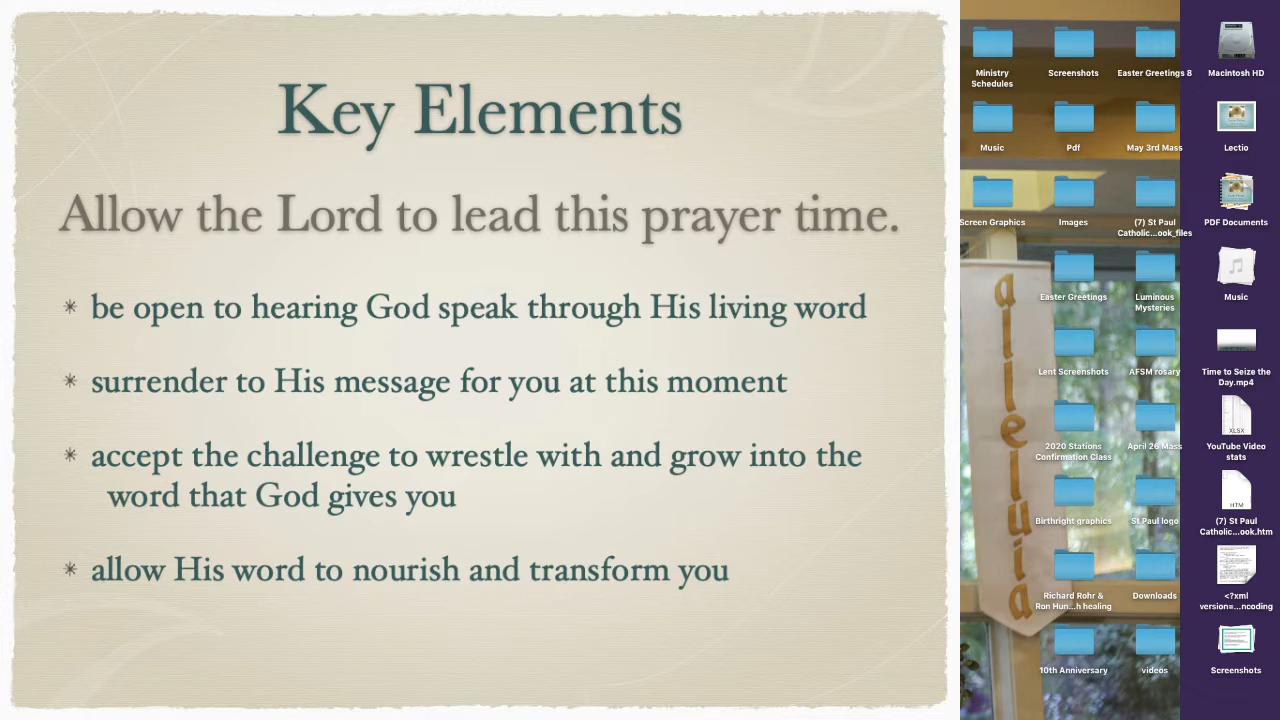 Key Elements
Allow the Lord to lead this prayer time.
be open to hearing God speak through His living word
surrender to His message for you at this moment
accept the challenge to wrestle with and grow into the
word that God gives you
allow His word to nourish and transform you
Ministry
Schedules
Screenshots
Easter Greetings 8
Macintosh HD
Music
Pdf
May 3rd Mass
Lectio
Screen Graphics
Images
(7) St Paul
Catholic...ook_files
PDF Documents
Easter Greetings
Luminous
Mysteries
Music
Lent Screenshots
AFSM rosary
Time to Seize the
Day.mp4
2020 Stations
Confirmation Class
April 26 Mass
XLSX
YouTube Video
stats
Birthright graphics
St Paul logo
HTM
(7) St Paul
Catholic...ook.htm
Richard Rohr &
Ron Hun...h healing
Downloads
<?xml
version=...ncoding
10th Anniversary
videos
Screenshots
alleluia